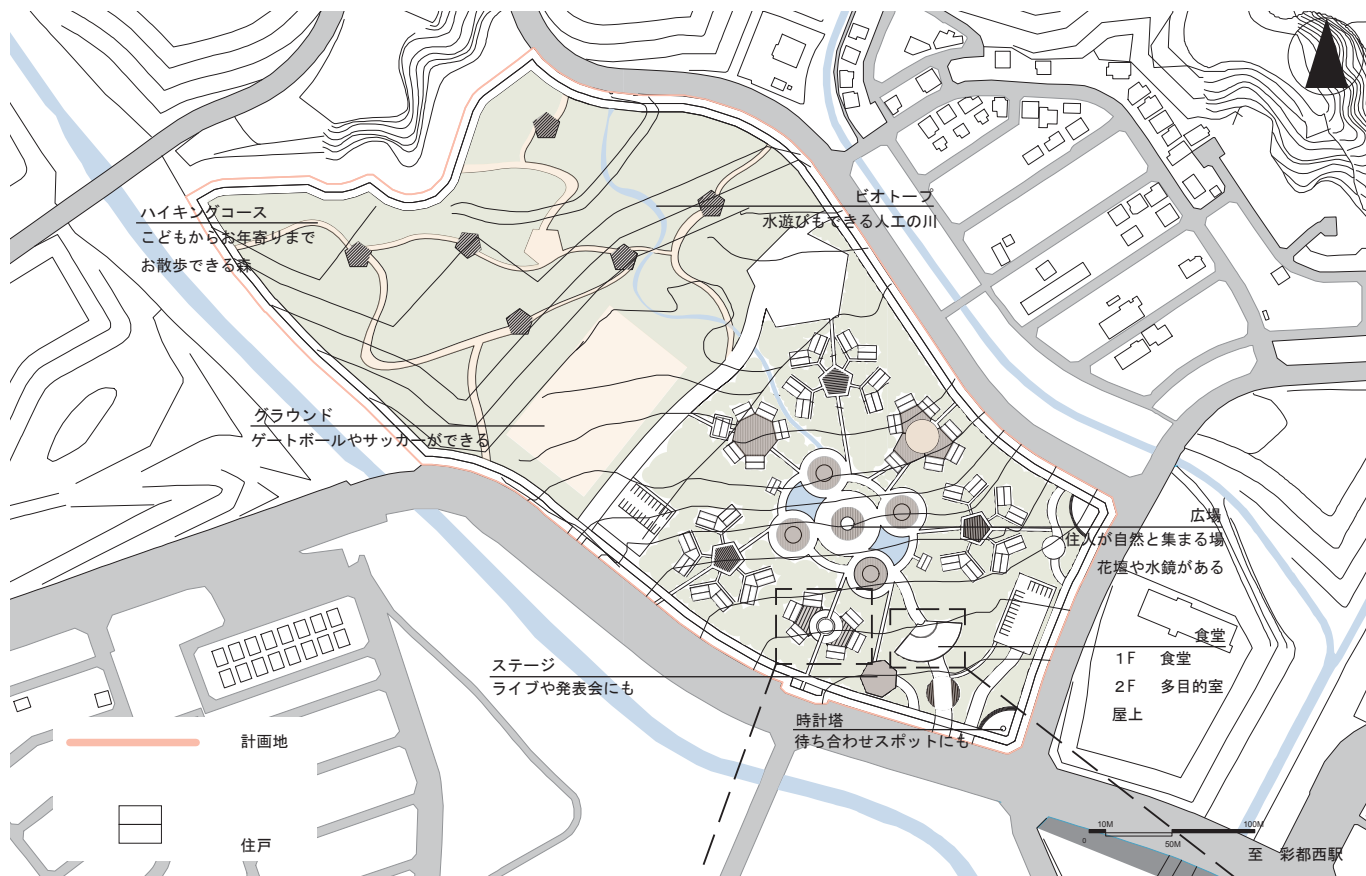 ハイキングコース
こどもからお年寄りまで
お散歩できる森
ビオトープ
水遊びもできる人工の川
グラウンド
ゲートボールやサッカーができる
広場
住人が自然と集まる場
花壇や水鏡がある
食堂
1F 食堂
2F 多目的室
屋上
ステージ
ライブや発表会にも
時計塔
待ち合わせスポットにも
計画地
住戸
10M
100M
0
50M
至 彩都西駅